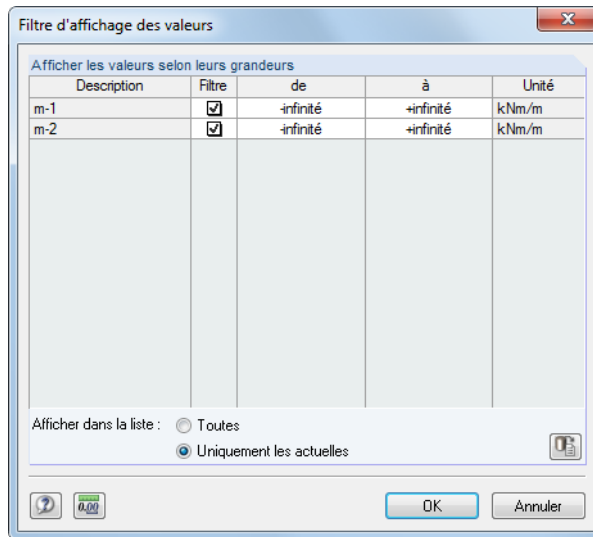 Filtre d'affichage des valeurs
Afficher les valeurs selon leurs grandeurs
Description Filtre de à Unité
m-1 -infinité +infinité kNm/m
m-2 -infinité +infinité kNm/m
Afficher dans la liste : Toutes
Uniquement les actuelles
0.00 OK Annuler